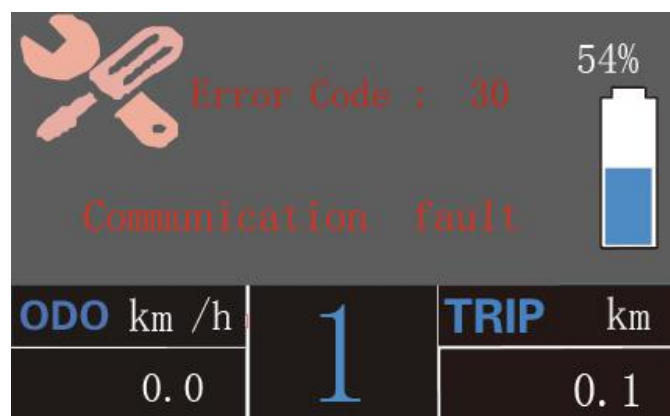 54%
Error Code : 30
Communication fault
ODO km /h
1
TRIP km
0.0
0.1